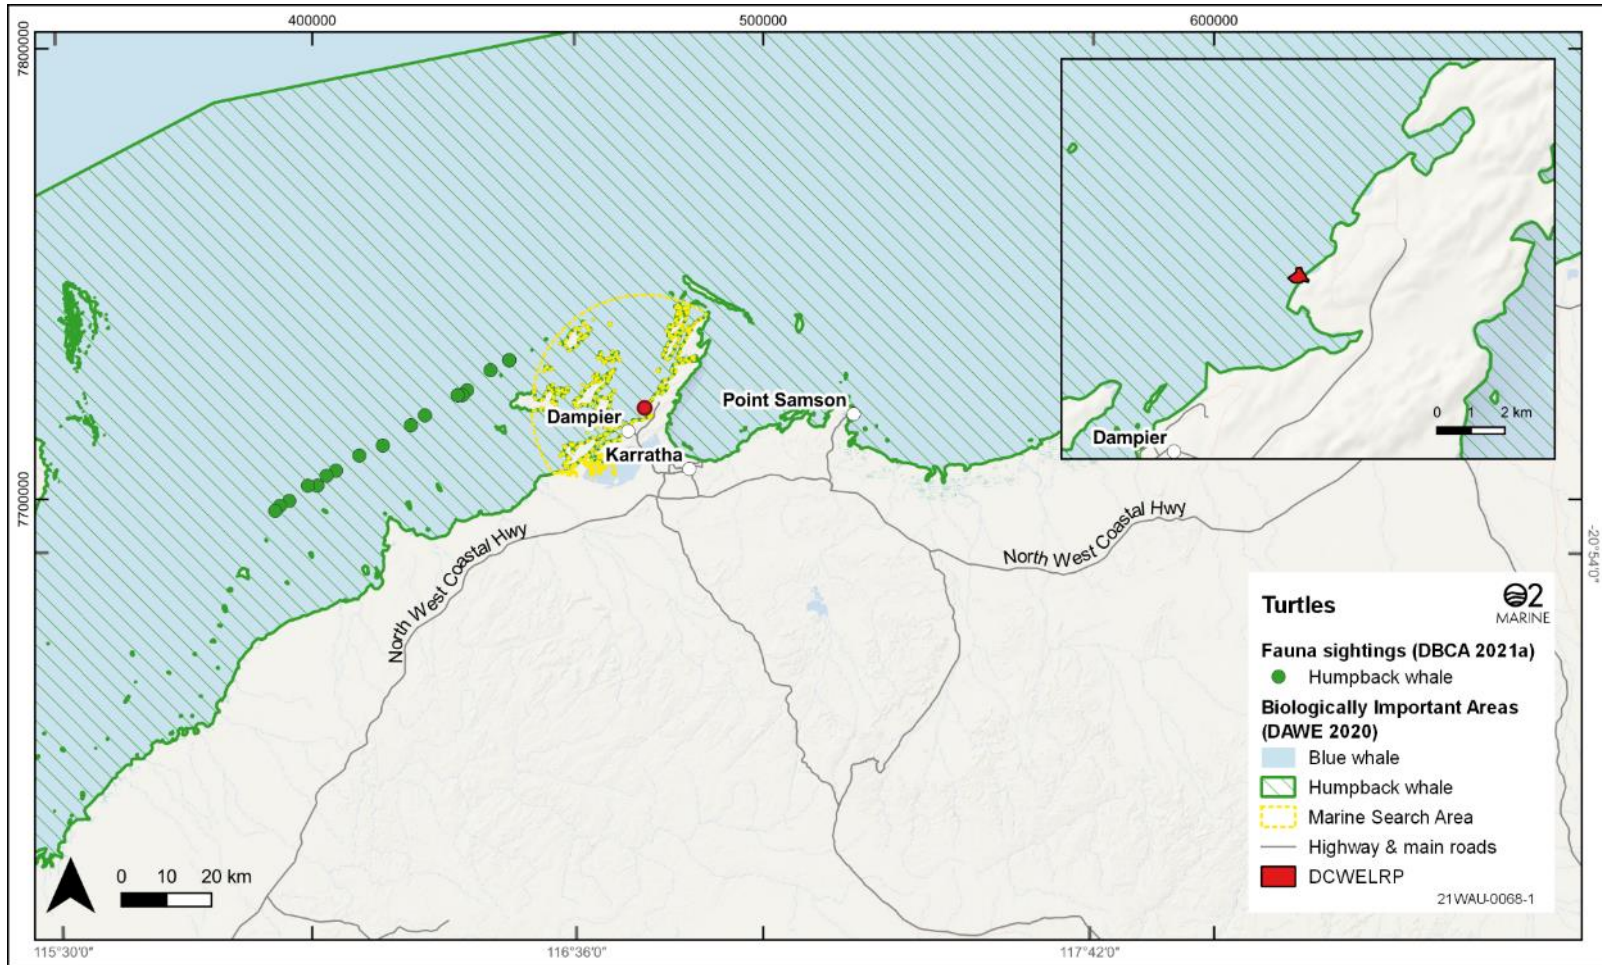 400000
500000
600000
7800000
7700000
Dampier
Karratha
Point Samson
North West Coastal Hwy
North West Coastal Hwy
Dampier
0 1 2 km
-20°54'0"
Turtles
O2
MARINE
Fauna sightings (DBCA 2021a)
Humpback whale
Biologically Important Areas
(DAWE 2020)
Blue whale
Humpback whale
Marine Search Area
Highway & main roads
DCWELRP
21WAU-0068-1
0 10 20 km
115°30'0"
116°36'0"
117°42'0"